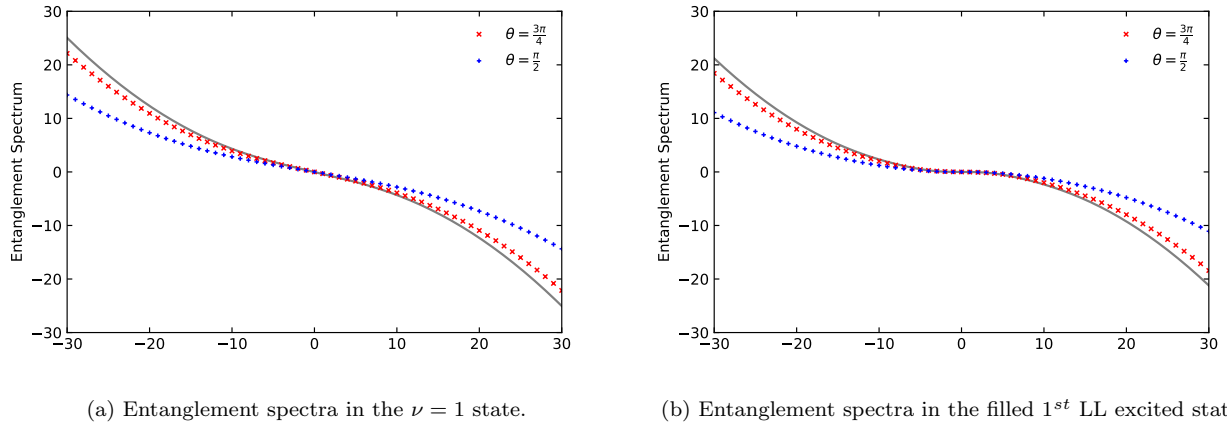 30
20
10
0
−10
−20
−30
−30 −20 −10 0 10 20 30
Entanglement Spectrum
θ = 3π/4
θ = π/2
(a) Entanglement spectra in the ν = 1 state.
30
20
10
0
−10
−20
−30
−30 −20 −10 0 10 20 30
Entanglement Spectrum
θ = 3π/4
θ = π/2
(b) Entanglement spectra in the filled 1^{st} LL excited stat